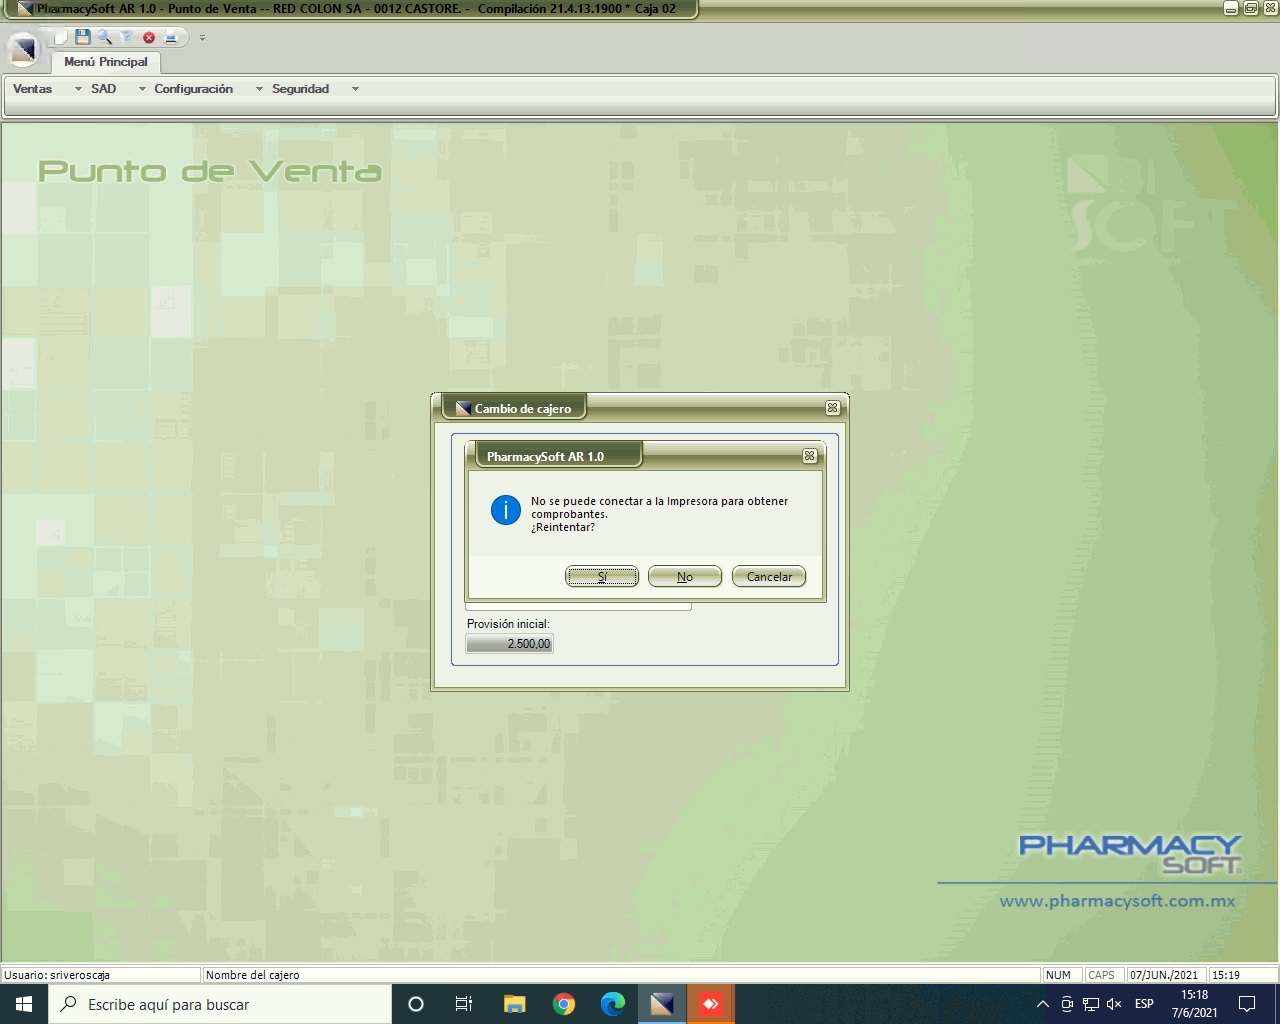 PharmacySoft AR 1.0 - Punto de Venta -- RED COLON SA - 0012 CASTORE. - Compilación 21.4.13.1900 * Caja 02
Menú Principal
Ventas SAD Configuración Seguridad
Punto de Venta
BI SOFT
Cambio de cajero
PharmacySoft AR 1.0
No se puede conectar a la Impresora para obtener
comprobantes.
¿Reintentar?
Sí No Cancelar
Provisión inicial:
2.500,00
PHARMACY
SOFT
www.pharmacysoft.com.mx
Usuario: sriveroscaja Nombre del cajero NUM CAPS 07/JUN./2021 15:19
Escribe aquí para buscar
ESP
15:18
7/6/2021